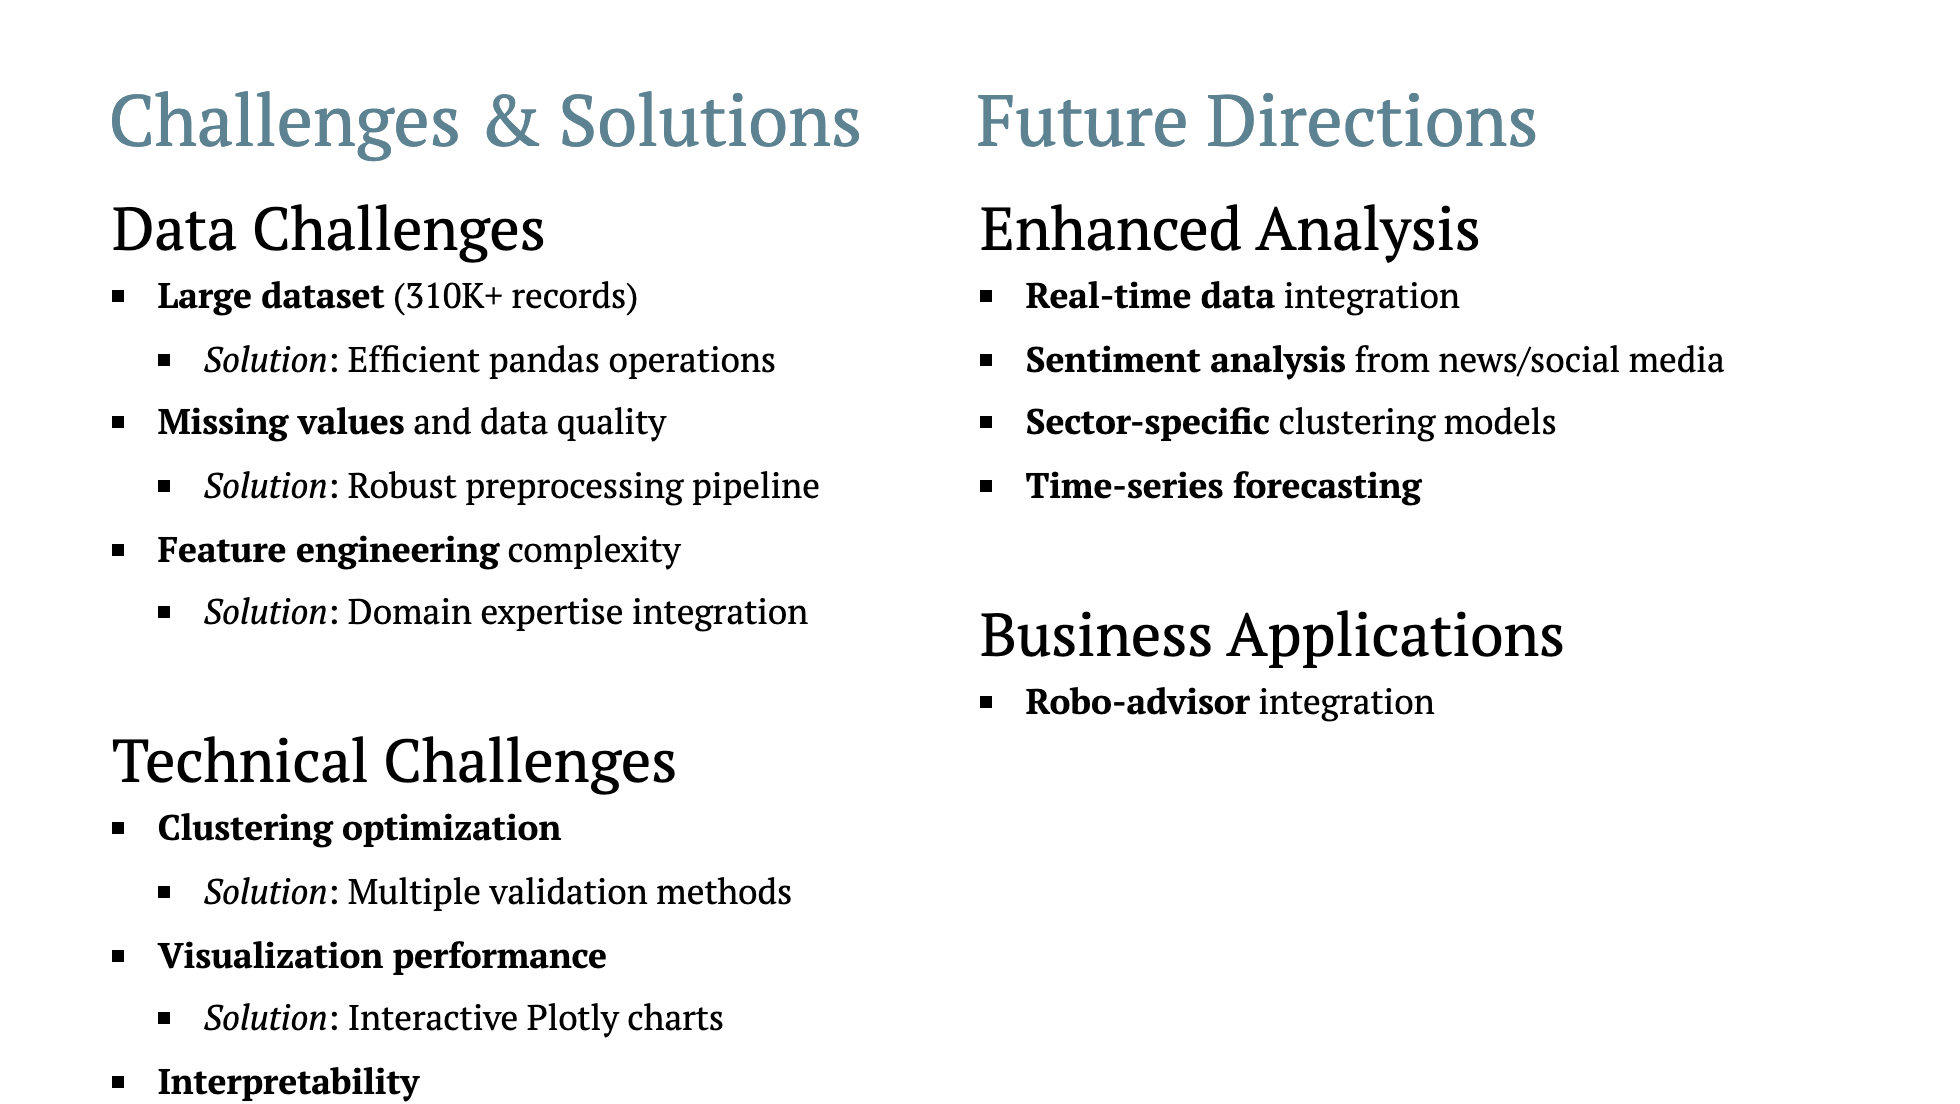 Challenges & Solutions
Data Challenges
Large dataset (310K+ records)
Solution: Efficient pandas operations
Missing values and data quality
Solution: Robust preprocessing pipeline
Feature engineering complexity
Solution: Domain expertise integration
Technical Challenges
Clustering optimization
Solution: Multiple validation methods
Visualization performance
Solution: Interactive Plotly charts
Interpretability
Future Directions
Enhanced Analysis
Real-time data integration
Sentiment analysis from news/social media
Sector-specific clustering models
Time-series forecasting
Business Applications
Robo-advisor integration